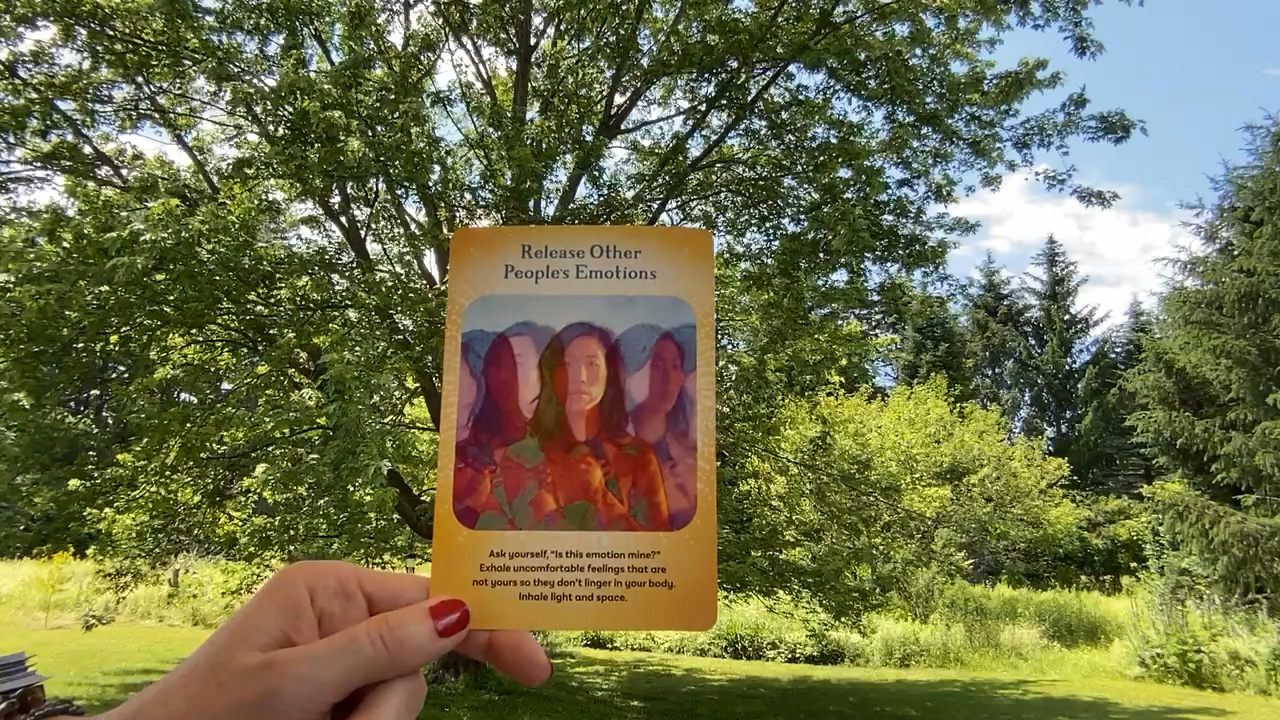 Release Other
People's Emotions
Ask yourself, "Is this emotion mine?"
Exhale uncomfortable feelings that are
not yours so they don't linger in your body.
Inhale light and space.